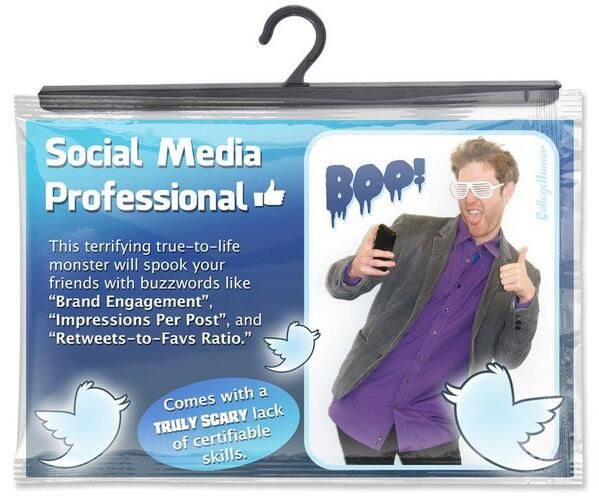 Social Media
Professional
This terrifying true-to-life
monster will spook your
friends with buzzwords like
“Brand Engagement”,
“Impressions Per Post”, and
“Retweets-to-Favs Ratio.”
Comes with a
TRULY SCARY lack
of certifiable
skills.
BOO!
CollegeHumor